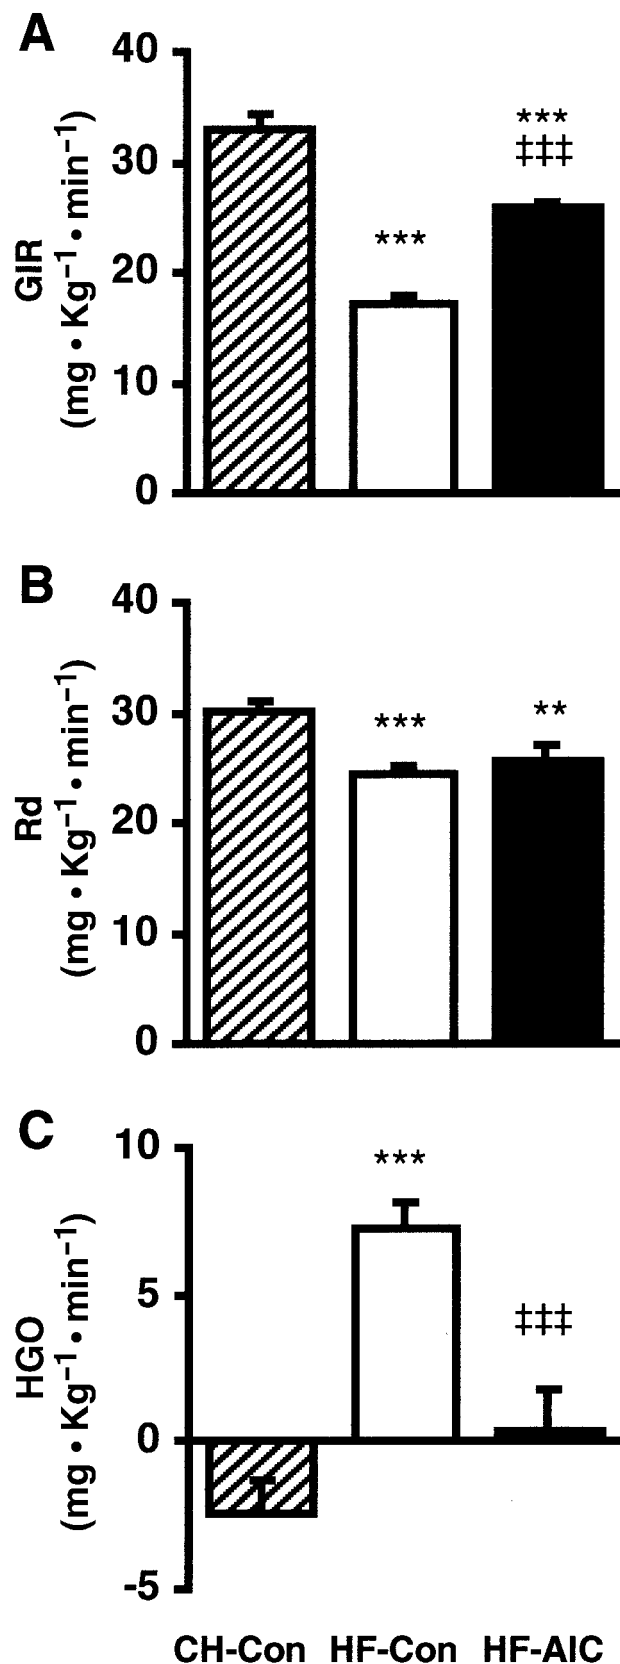 A
40
30
20
10
0
GIR
(mg • Kg⁻¹ • min⁻¹)
***
***
‡‡‡
B
40
30
20
10
0
Rd
(mg • Kg⁻¹ • min⁻¹)
***
**
C
10
5
0
-5
HGO
(mg • Kg⁻¹ • min⁻¹)
***
‡‡‡
CH-Con HF-Con HF-AIC